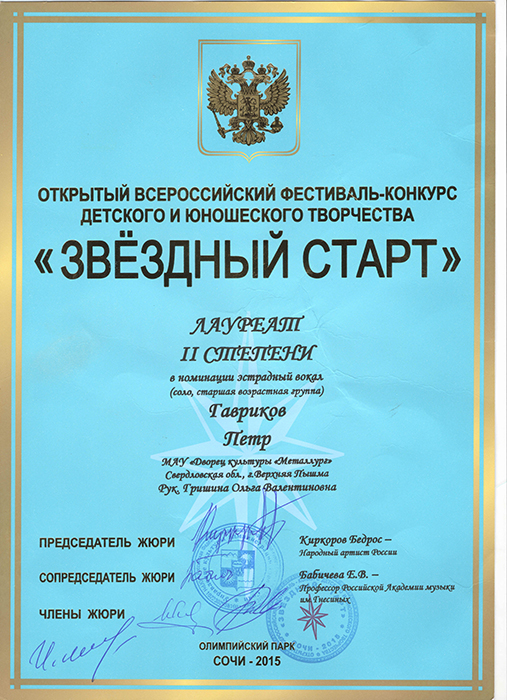 ОТКРЫТЫЙ ВСЕРОССИЙСКИЙ ФЕСТИВАЛЬ-КОНКУРС
ДЕТСКОГО И ЮНОШЕСКОГО ТВОРЧЕСТВА
«ЗВЁЗДНЫЙ СТАРТ»
ЛАУРЕАТ
II СТЕПЕНИ
в номинации эстрадный вокал
(соло, старшая возрастная группа)
Гавриков
Петр
МАУ «Дворец культуры «Металлург»
Свердловская обл., г.Верхняя Пышма
Рук. Гришина Ольга Валентиновна
ПРЕДСЕДАТЕЛЬ ЖЮРИ
Киркоров Бедрос –
Народный артист России
СОПРЕДСЕДАТЕЛЬ ЖЮРИ
Бабичева Е.В. –
Профессор Российской Академии музыки
им Гнесиных
ЧЛЕНЫ ЖЮРИ
ОЛИМПИЙСКИЙ ПАРК
СОЧИ - 2015